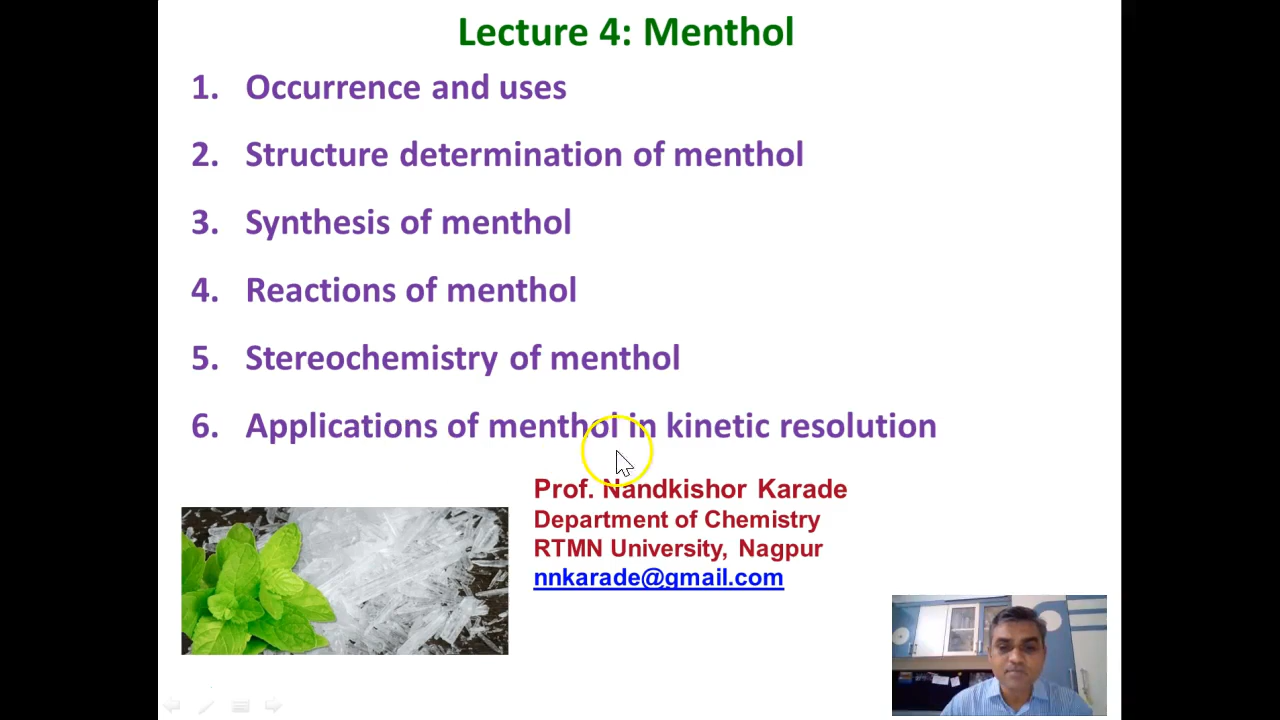 Lecture 4: Menthol
1. Occurrence and uses
2. Structure determination of menthol
3. Synthesis of menthol
4. Reactions of menthol
5. Stereochemistry of menthol
6. Applications of menthol in kinetic resolution
Prof. Nandkishor Karade
Department of Chemistry
RTMN University, Nagpur
nnkarade@gmail.com